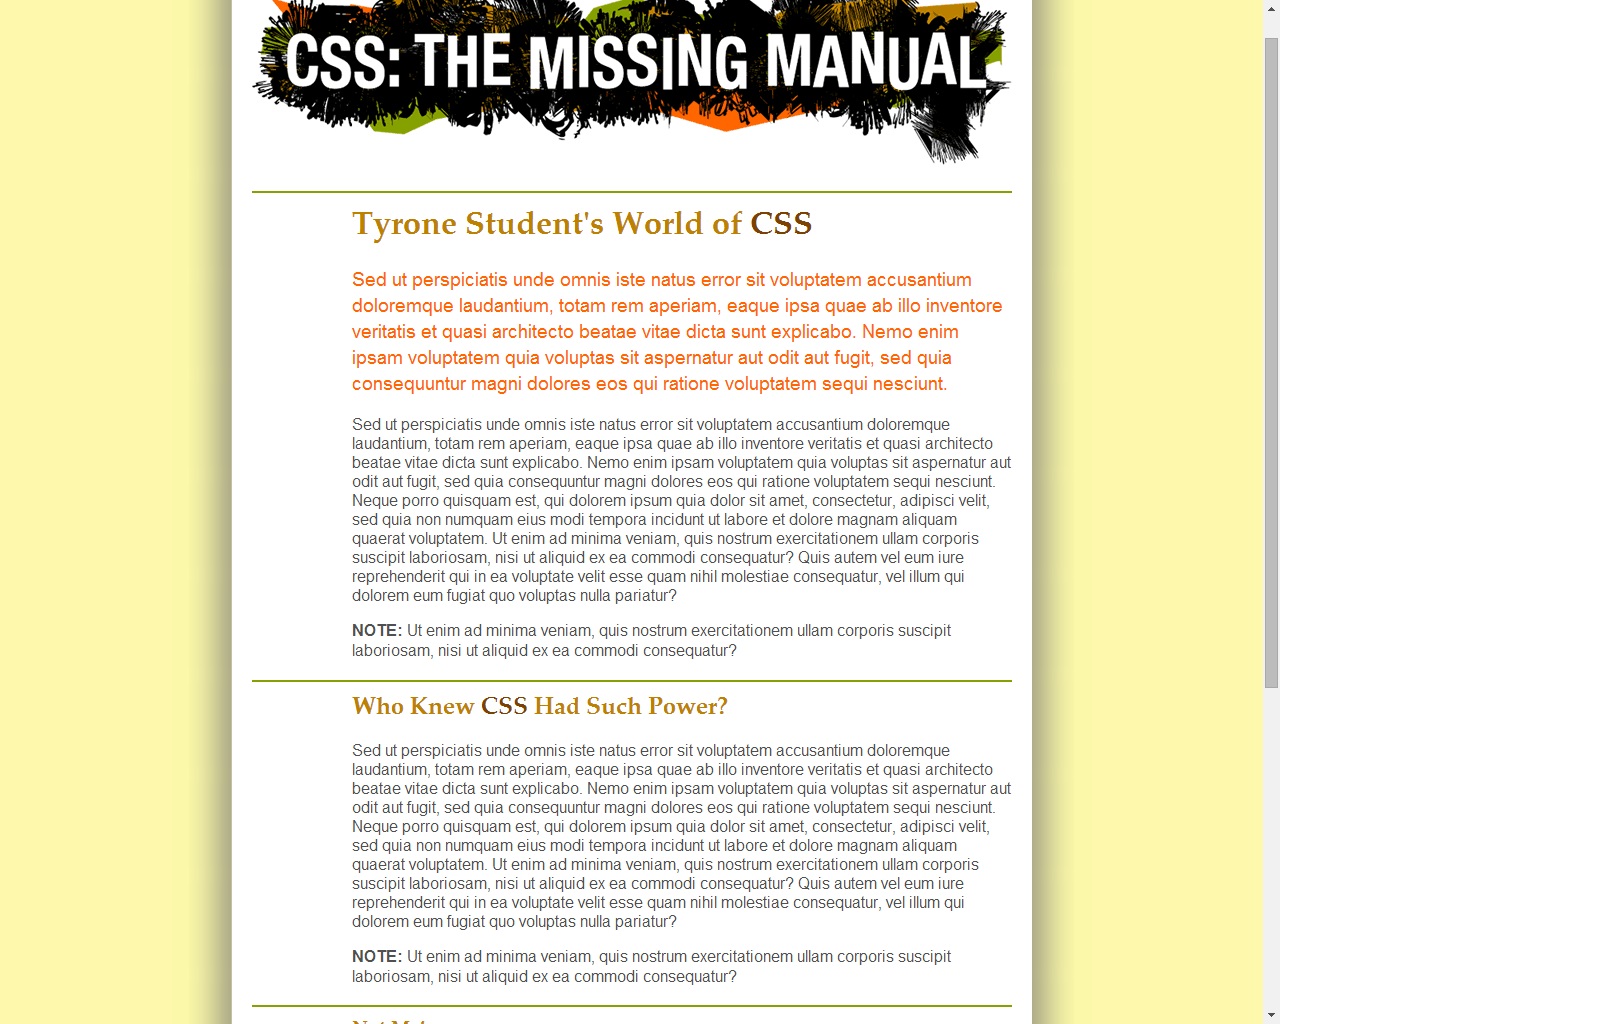 CSS: THE MISSING MANUAL
Tyrone Student's World of CSS
Sed ut perspiciatis unde omnis iste natus error sit voluptatem accusantium
doloremque laudantium, totam rem aperiam, eaque ipsa quae ab illo inventore
veritatis et quasi architecto beatae vitae dicta sunt explicabo. Nemo enim
ipsam voluptatem quia voluptas sit aspernatur aut odit aut fugit, sed quia
consequuntur magni dolores eos qui ratione voluptatem sequi nesciunt.
Sed ut perspiciatis unde omnis iste natus error sit voluptatem accusantium doloremque
laudantium, totam rem aperiam, eaque ipsa quae ab illo inventore veritatis et quasi architecto
beatae vitae dicta sunt explicabo. Nemo enim ipsam voluptatem quia voluptas sit aspernatur aut
odit aut fugit, sed quia consequuntur magni dolores eos qui ratione voluptatem sequi nesciunt.
Neque porro quisquam est, qui dolorem ipsum quia dolor sit amet, consectetur, adipisci velit,
sed quia non numquam eius modi tempora incidunt ut labore et dolore magnam aliquam
quaerat voluptatem. Ut enim ad minima veniam, quis nostrum exercitationem ullam corporis
suscipit laboriosam, nisi ut aliquid ex ea commodi consequatur? Quis autem vel eum iure
reprehenderit qui in ea voluptate velit esse quam nihil molestiae consequatur, vel illum qui
dolorem eum fugiat quo voluptas nulla pariatur?
NOTE: Ut enim ad minima veniam, quis nostrum exercitationem ullam corporis suscipit
laboriosam, nisi ut aliquid ex ea commodi consequatur?
Who Knew CSS Had Such Power?
Sed ut perspiciatis unde omnis iste natus error sit voluptatem accusantium doloremque
laudantium, totam rem aperiam, eaque ipsa quae ab illo inventore veritatis et quasi architecto
beatae vitae dicta sunt explicabo. Nemo enim ipsam voluptatem quia voluptas sit aspernatur aut
odit aut fugit, sed quia consequuntur magni dolores eos qui ratione voluptatem sequi nesciunt.
Neque porro quisquam est, qui dolorem ipsum quia dolor sit amet, consectetur, adipisci velit,
sed quia non numquam eius modi tempora incidunt ut labore et dolore magnam aliquam
quaerat voluptatem. Ut enim ad minima veniam, quis nostrum exercitationem ullam corporis
suscipit laboriosam, nisi ut aliquid ex ea commodi consequatur? Quis autem vel eum iure
reprehenderit qui in ea voluptate velit esse quam nihil molestiae consequatur, vel illum qui
dolorem eum fugiat quo voluptas nulla pariatur?
NOTE: Ut enim ad minima veniam, quis nostrum exercitationem ullam corporis suscipit
laboriosam, nisi ut aliquid ex ea commodi consequatur?